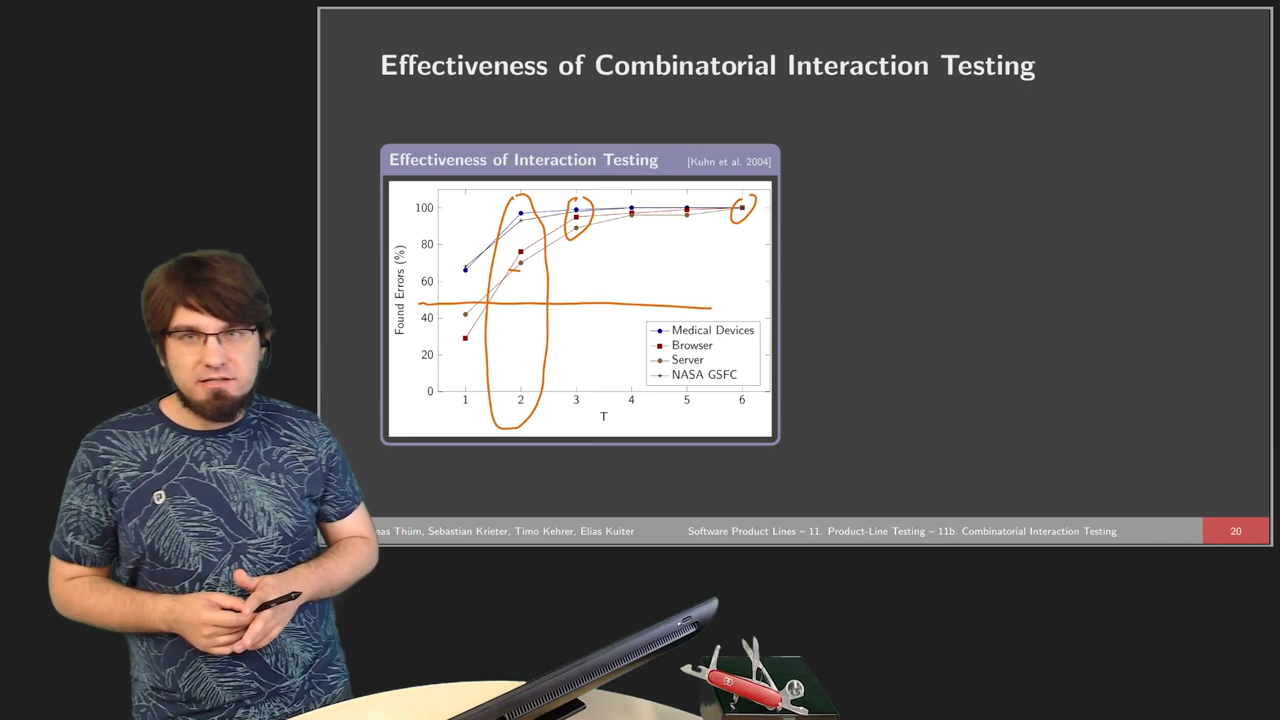 Effectiveness of Combinatorial Interaction Testing
Effectiveness of Interaction Testing [Kuhn et al. 2004]
100
80
60
40
20
0
Found Errors (%)
Medical Devices
Browser
Server
NASA GSFC
1 2 3 4 5 6
T
Thüm, Sebastian Krieter, Timo Kehrer, Elias Kuiter
Software Product Lines – 11. Product-Line Testing – 11b. Combinatorial Interaction Testing
20